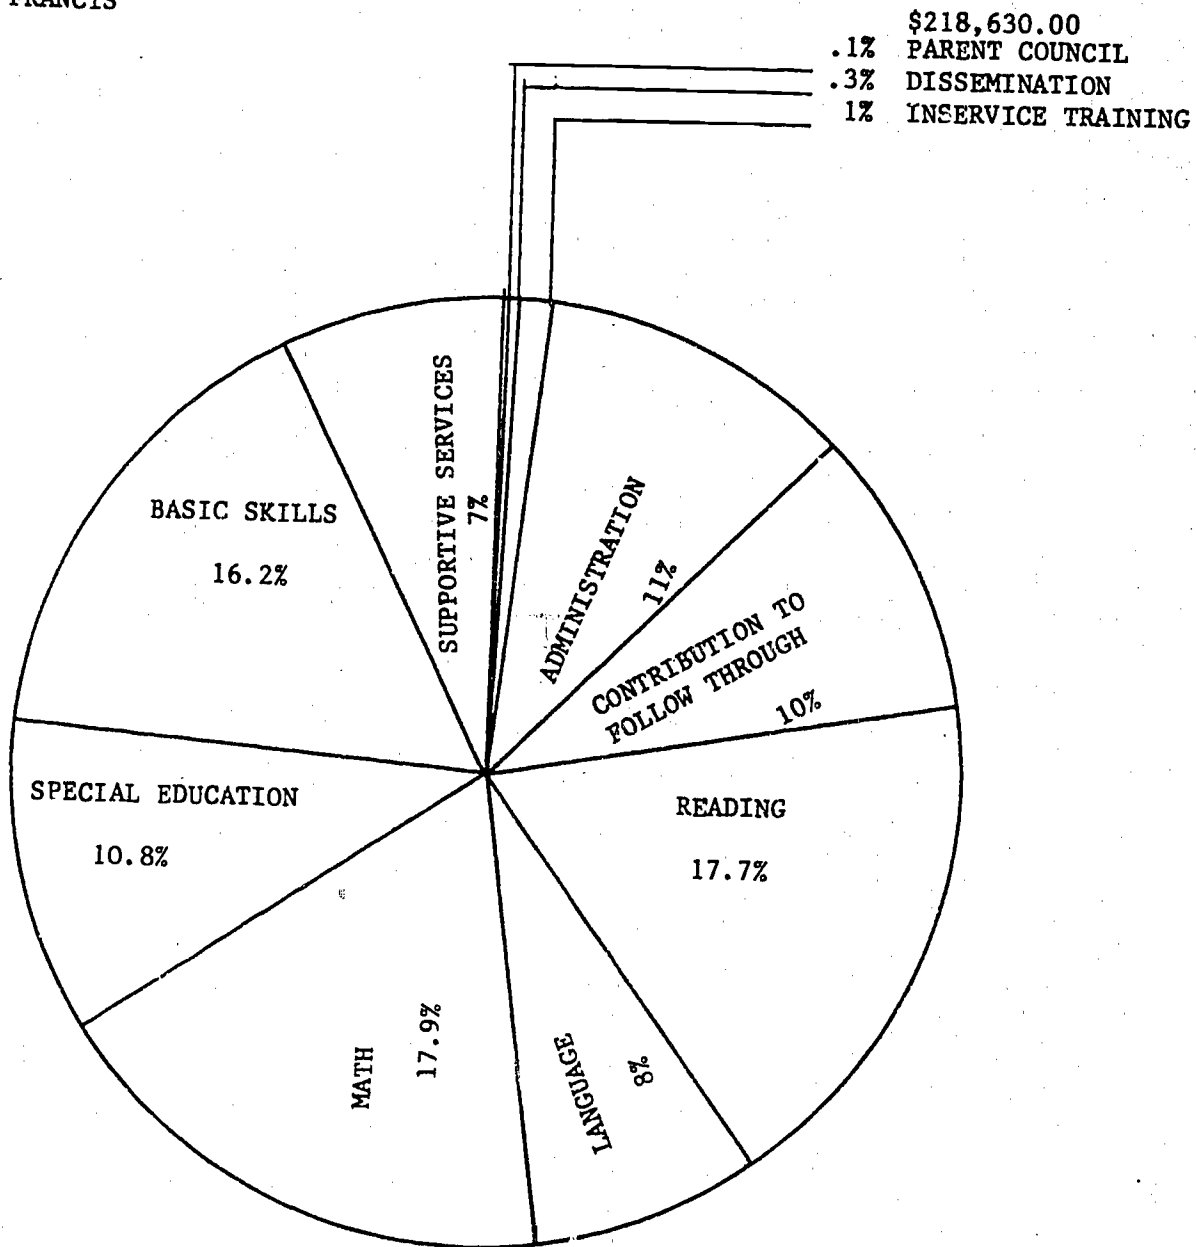 FRANCIS
$218,630.00
.1% PARENT COUNCIL
.3% DISSEMINATION
1% INSERVICE TRAINING
SUPPORTIVE SERVICES
7%
BASIC SKILLS
16.2%
ADMINISTRATION
11%
CONTRIBUTION TO
FOLLOW THROUGH
10%
SPECIAL EDUCATION
10.8%
READING
17.7%
MATH
17.9%
LANGUAGE
8%